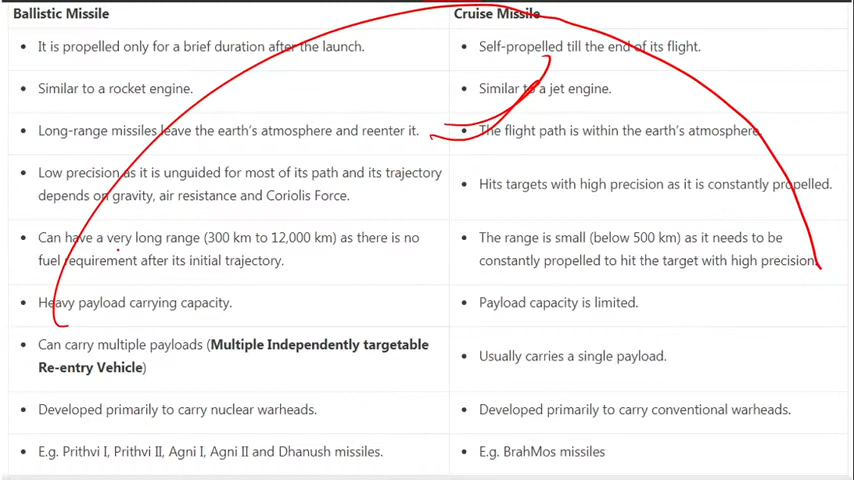 Ballistic Missile
Cruise Missile
It is propelled only for a brief duration after the launch.
Self-propelled till the end of its flight.
Similar to a rocket engine.
Similar to a jet engine.
Long-range missiles leave the earth's atmosphere and reenter it.
The flight path is within the earth's atmosphere.
Low precision as it is unguided for most of its path and its trajectory
depends on gravity, air resistance and Coriolis Force.
Hits targets with high precision as it is constantly propelled.
Can have a very long range (300 km to 12,000 km) as there is no
fuel requirement after its initial trajectory.
The range is small (below 500 km) as it needs to be
constantly propelled to hit the target with high precision.
Heavy payload carrying capacity.
Payload capacity is limited.
Can carry multiple payloads (Multiple Independently targetable
Re-entry Vehicle)
Usually carries a single payload.
Developed primarily to carry nuclear warheads.
Developed primarily to carry conventional warheads.
E.g. Prithvi I, Prithvi II, Agni I, Agni II and Dhanush missiles.
E.g. BrahMos missiles